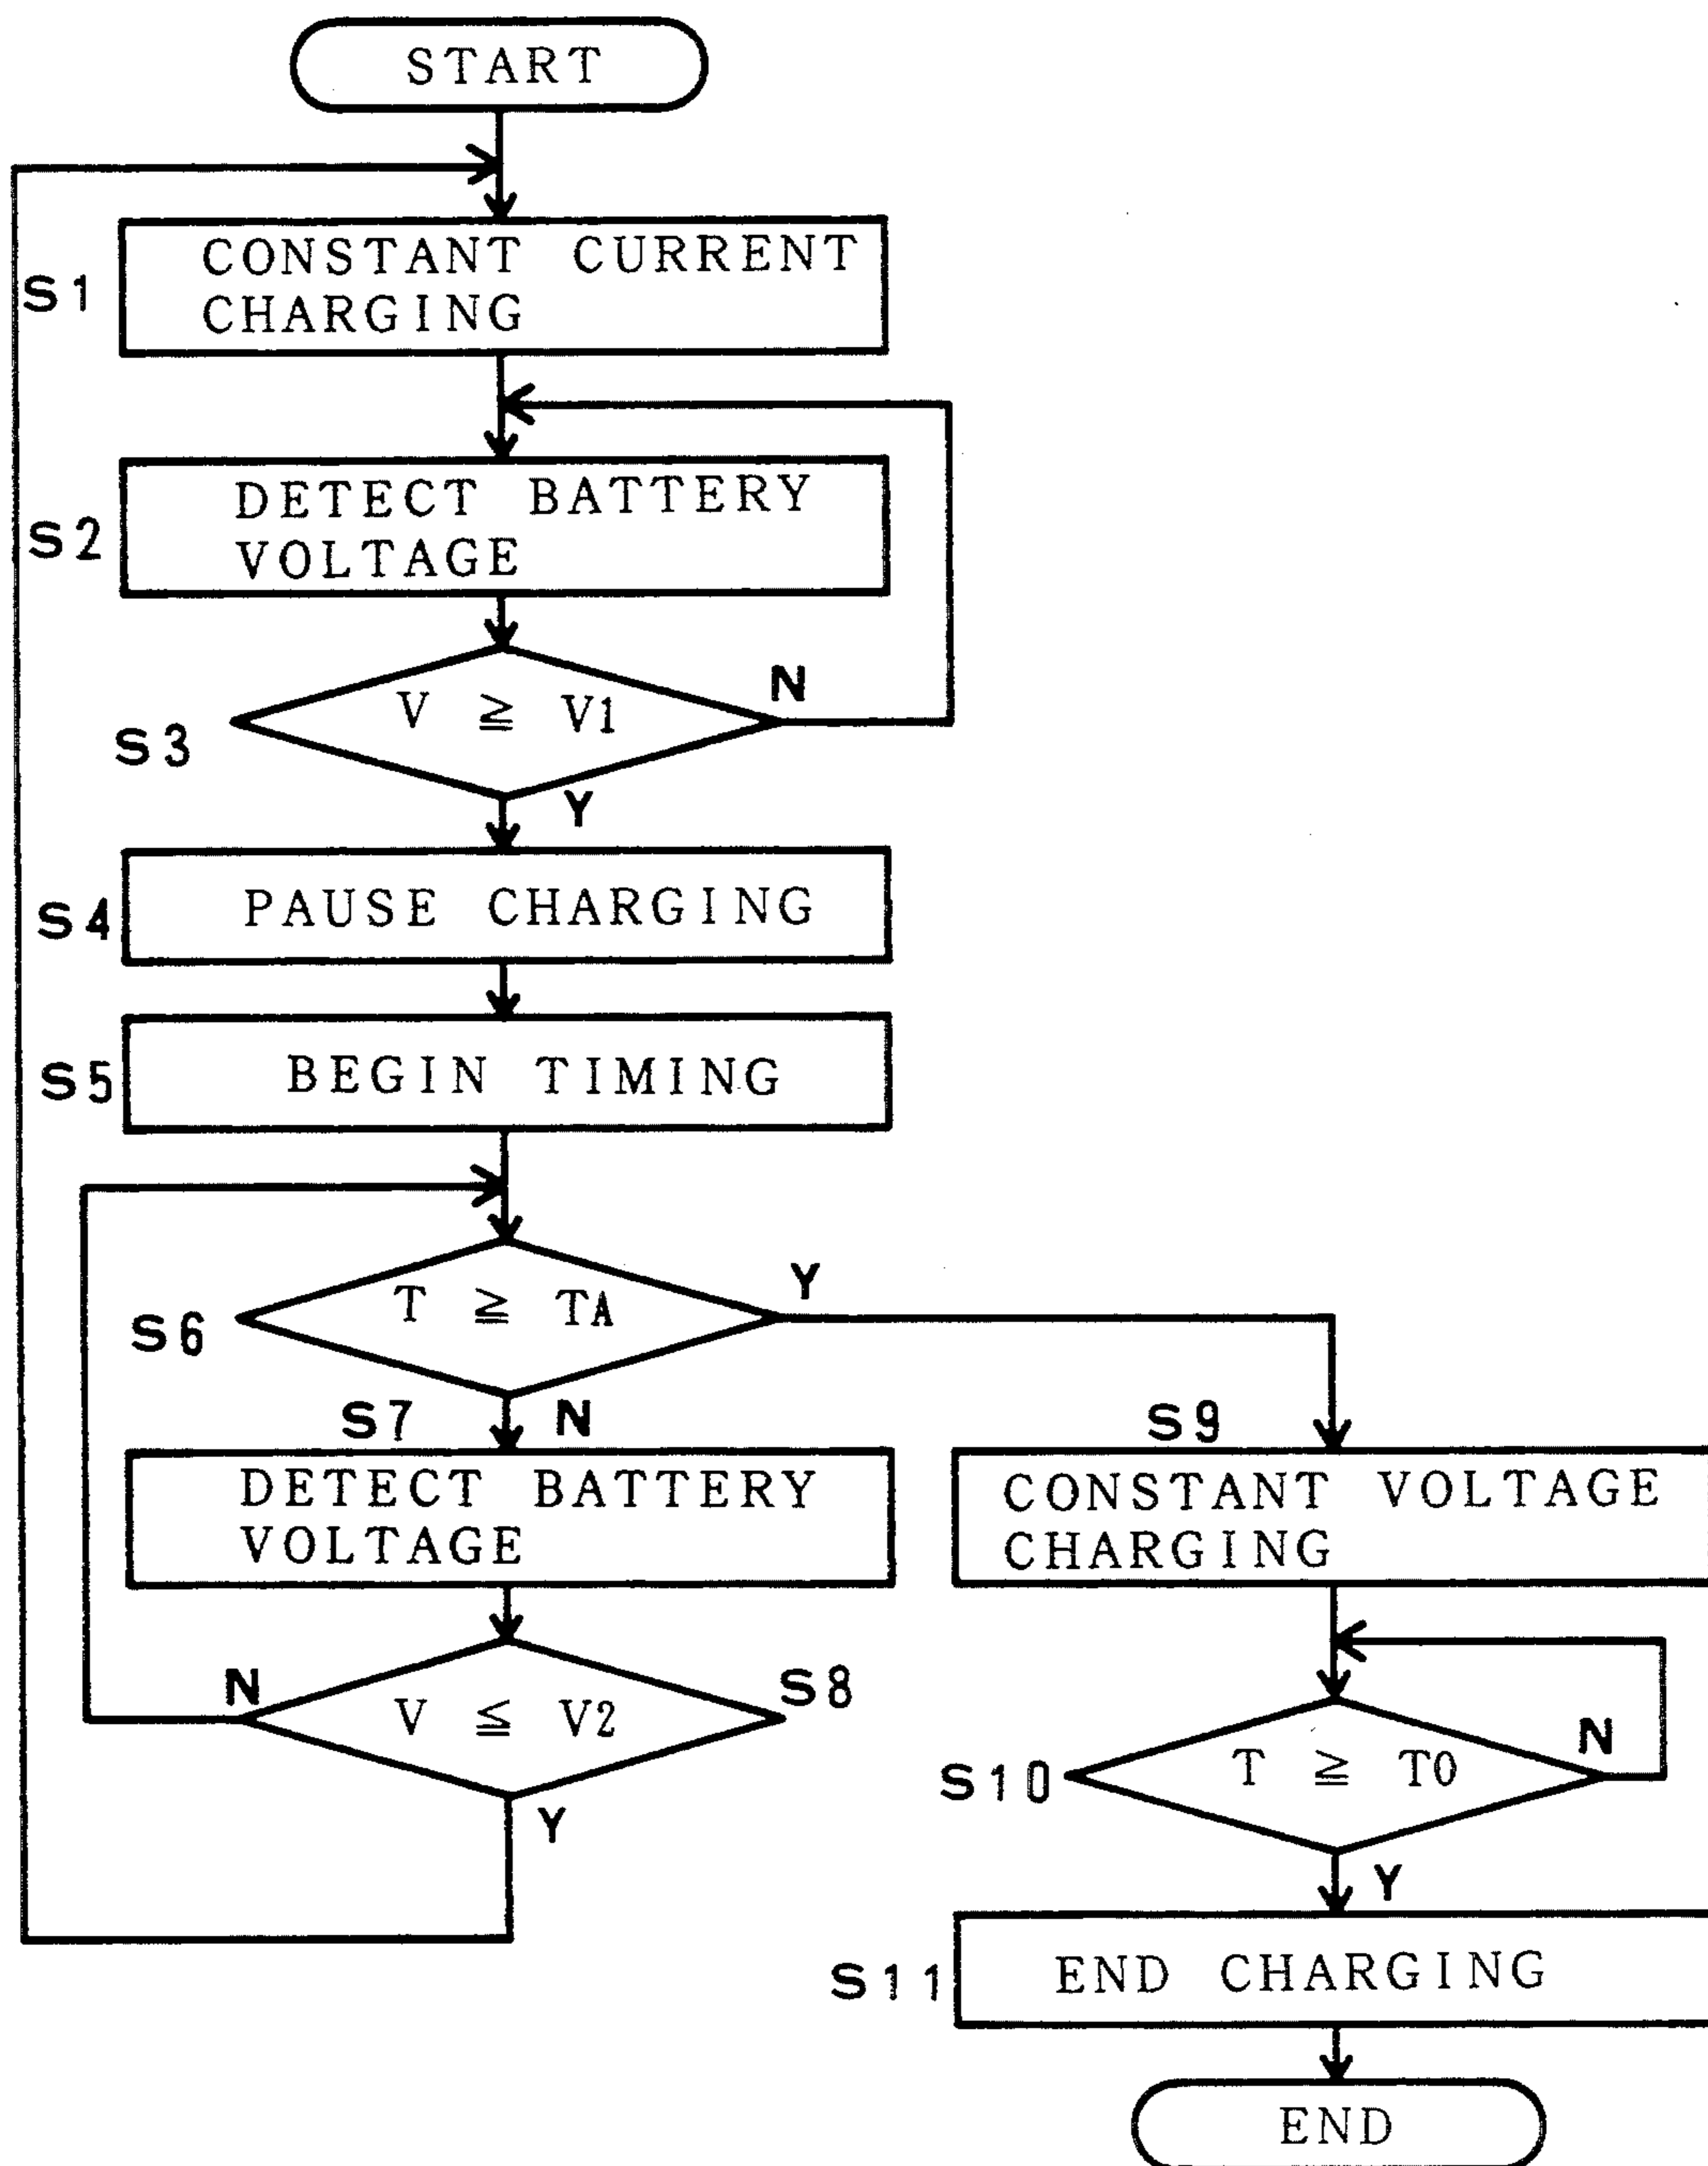 START
S1
CONSTANT CURRENT
CHARGING
S2
DETECT BATTERY
VOLTAGE
S3
V ≧ V1
N
Y
S4
PAUSE CHARGING
S5
BEGIN TIMING
S6
T ≧ TA
Y
N
S7
DETECT BATTERY
VOLTAGE
S8
V ≦ V2
N
Y
S9
CONSTANT VOLTAGE
CHARGING
S10
T ≧ T0
N
Y
S11
END CHARGING
END